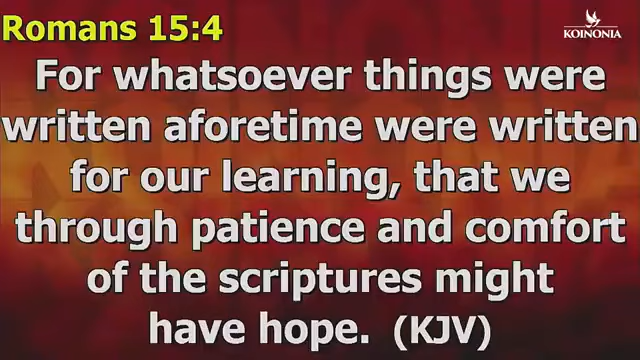 Romans 15:4
KOINONIA
For whatsoever things were
written aforetime were written
for our learning, that we
through patience and comfort
of the scriptures might
have hope. (KJV)